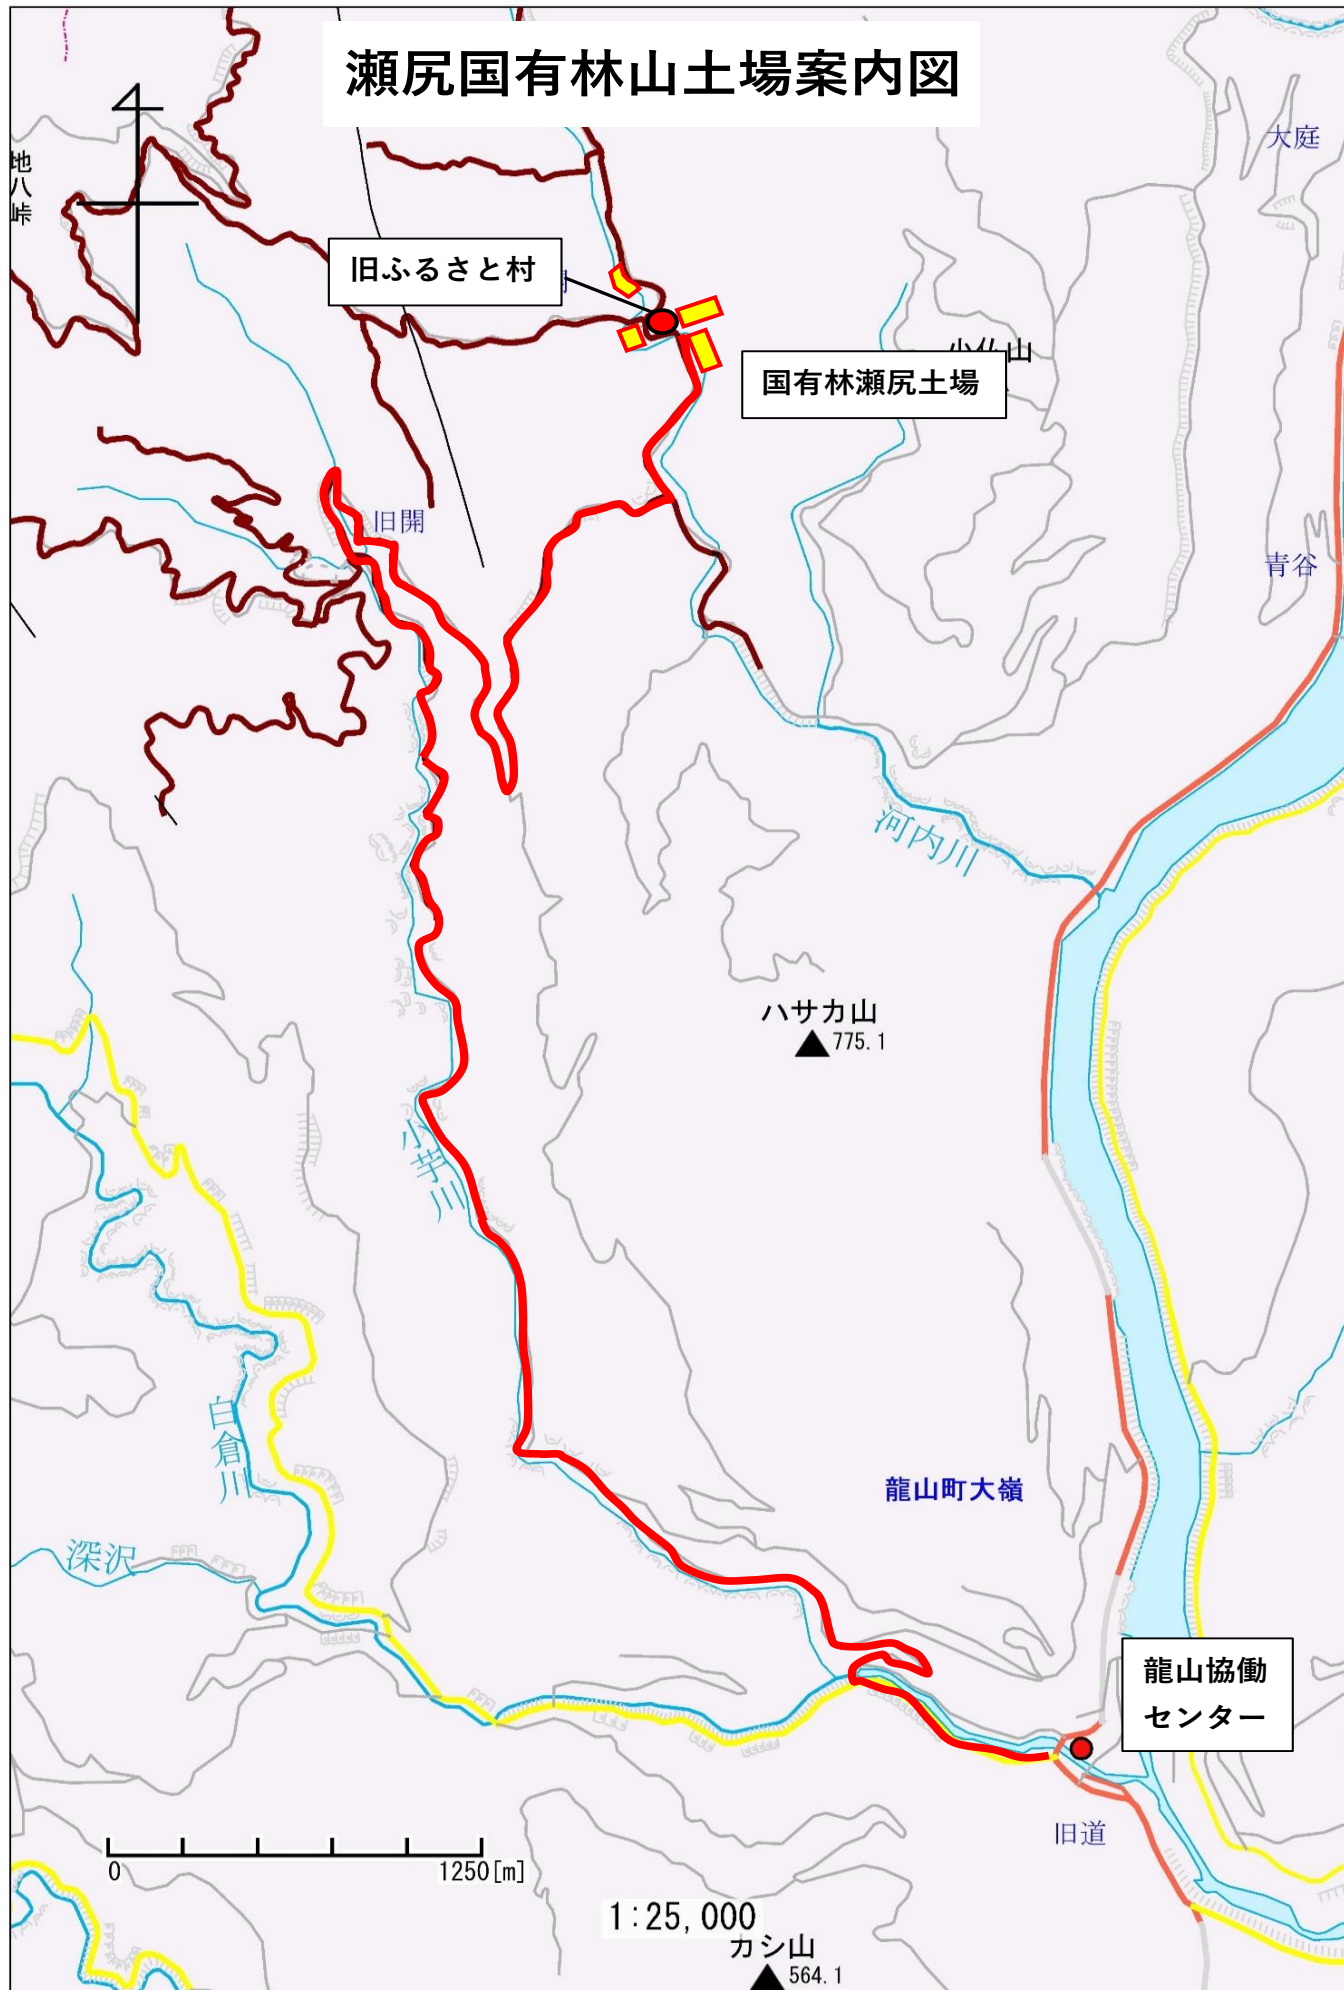 瀬尻国有林山土場案内図
大庭
地八峠
旧ふるさと村
国有林瀬尻土場
旧開
青谷
河内川
ハサカ山
775.1
小芋川
白倉川
龍山町大嶺
深沢
龍山協働
センター
旧道
0
1250[m]
1:25,000
カシ山
564.1